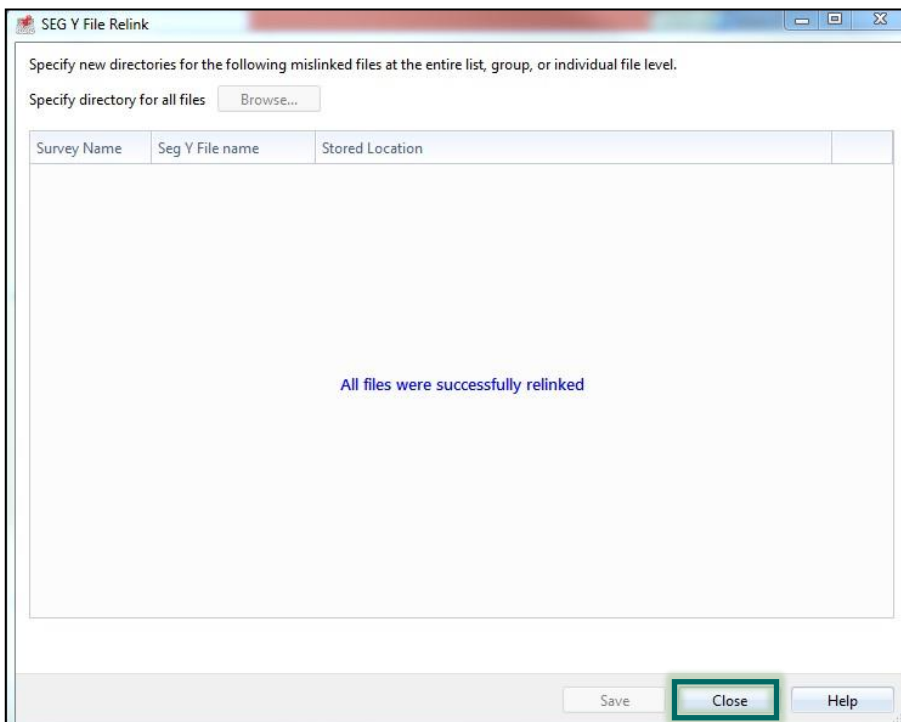 SEG Y File Relink
Specify new directories for the following mislinked files at the entire list, group, or individual file level.
Specify directory for all files Browse...
Survey Name Seg Y File name Stored Location
All files were successfully relinked
Save Close Help